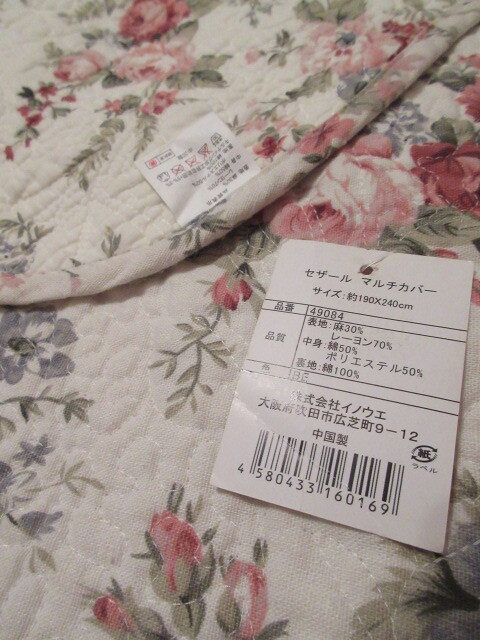 セザール マルチカバー
サイズ：約190X240cm
品番 49084
品質 表地：麻30%
レーヨン70%
中身：綿50%
ポリエステル50%
裏地：綿100%
色 BE
株式会社イノウエ
大阪府吹田市広芝町9－12
中国製
紙
ラベル
4 580433 160169